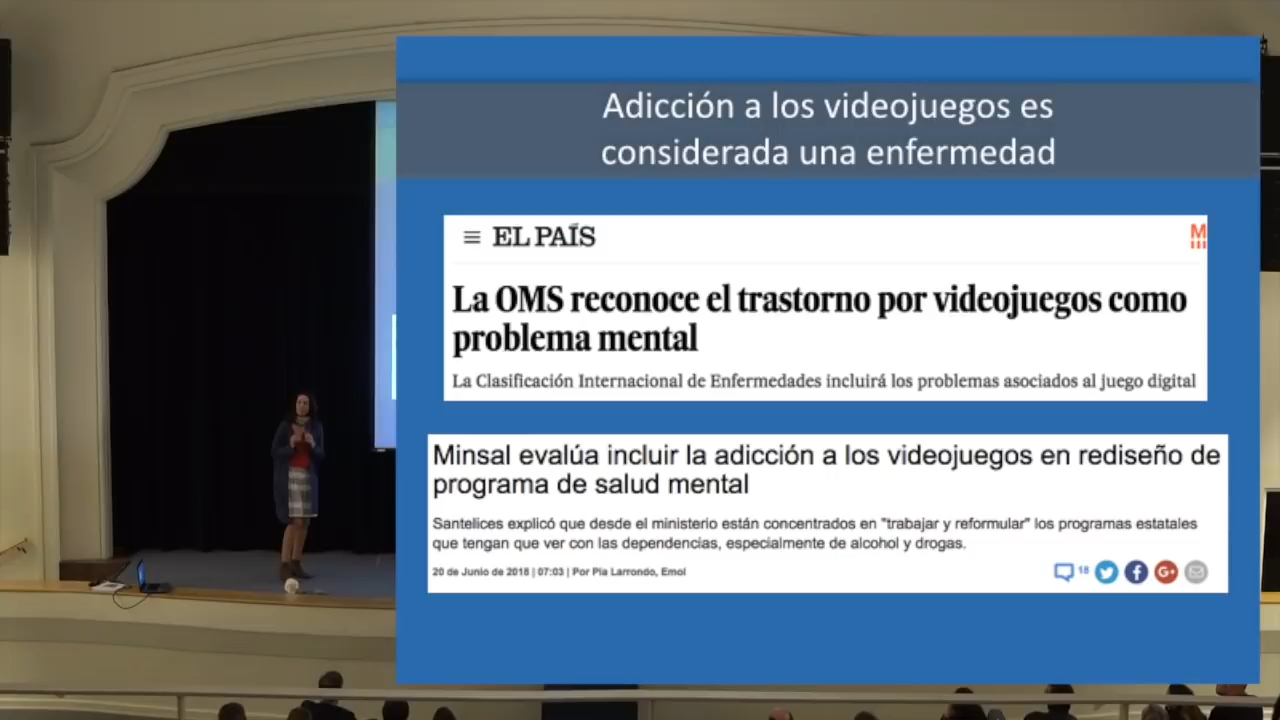 Adicción a los videojuegos es
considerada una enfermedad
EL PAÍS
La OMS reconoce el trastorno por videojuegos como
problema mental
La Clasificación Internacional de Enfermedades incluirá los problemas asociados al juego digital
Minsal evalúa incluir la adicción a los videojuegos en rediseño de
programa de salud mental
Santelices explicó que desde el ministerio están concentrados en "trabajar y reformular" los programas estatales
que tengan que ver con las dependencias, especialmente de alcohol y drogas.
20 de Junio de 2018 | 07:03 | Por Pía Larrondo, Emol
18
G+
M